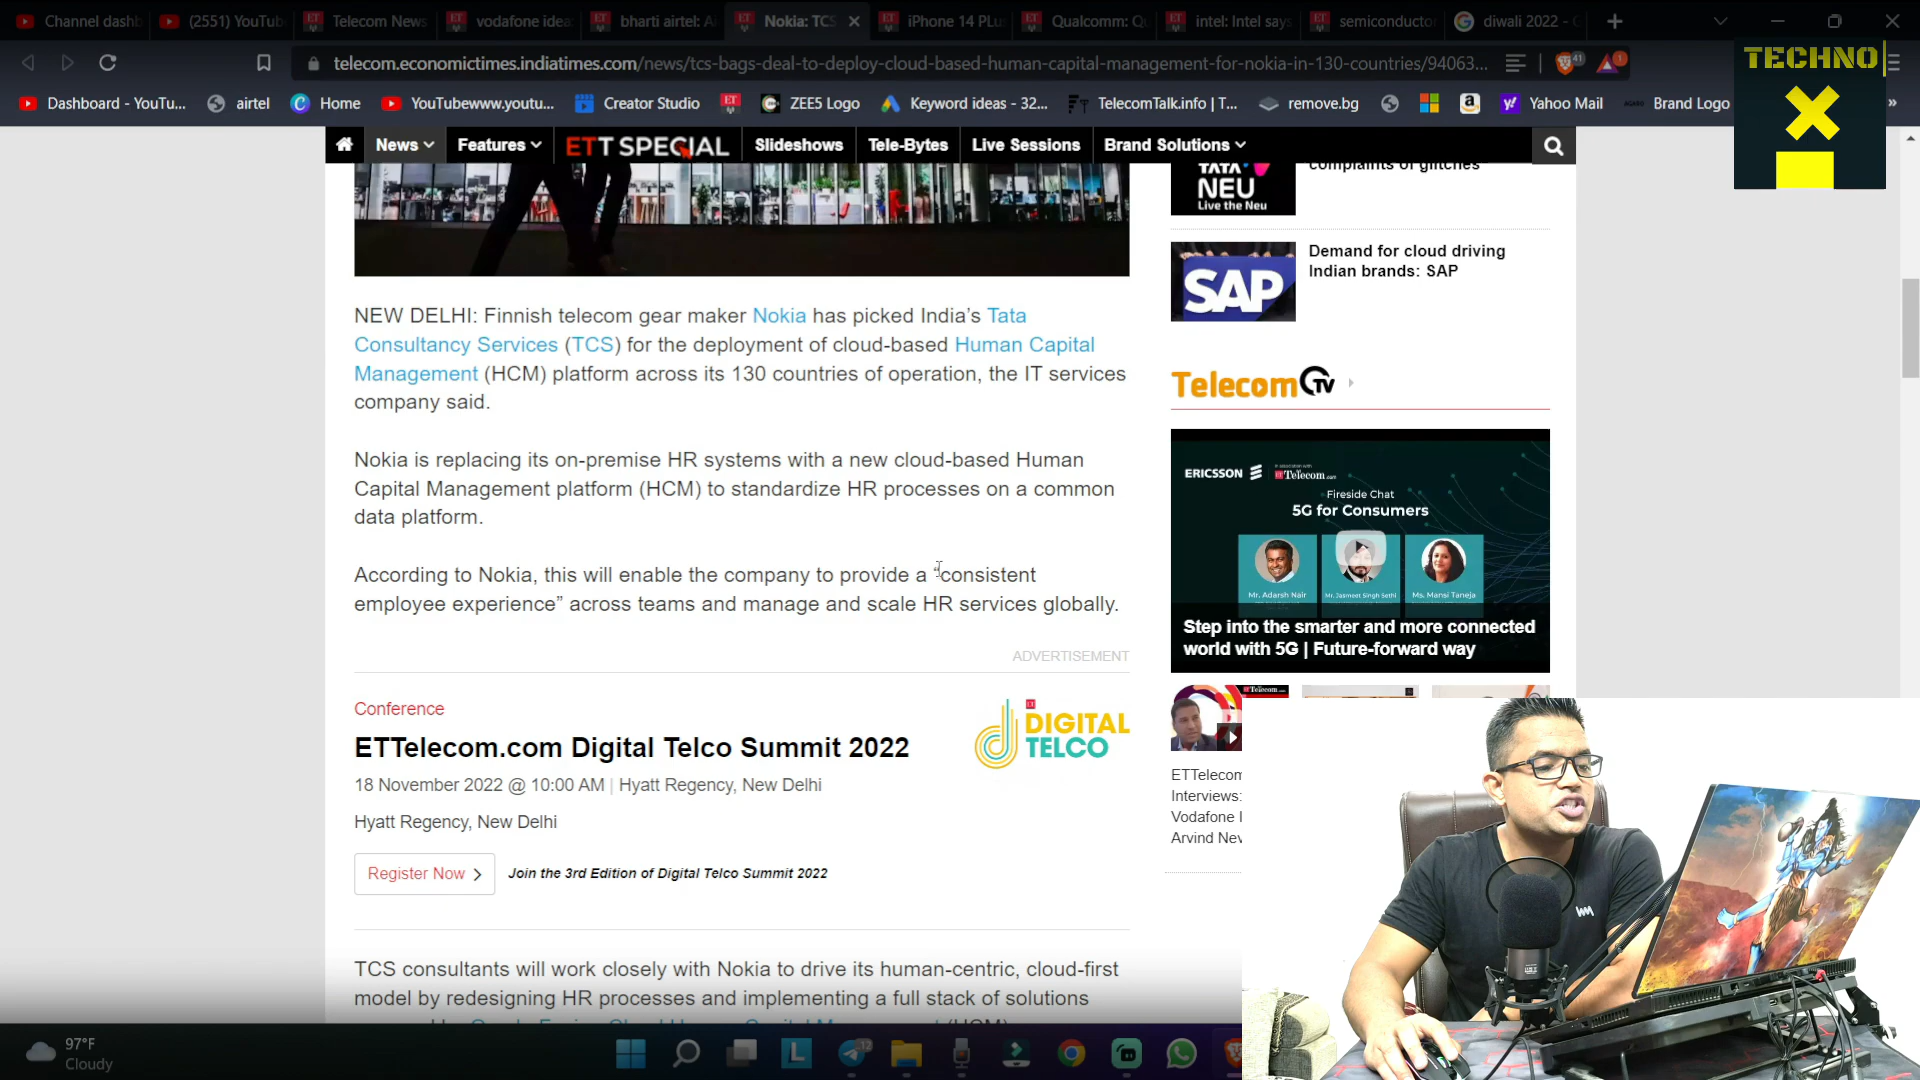 Channel dashb
(2551) YouTub
Telecom News
vodafone idea:
bharti airtel: A
Nokia: TCS
iPhone 14 PLu
Qualcomm: Q
intel: Intel says
semiconductor
diwali 2022 - G
telecom.economictimes.indiatimes.com/news/tcs-bags-deal-to-deploy-cloud-based-human-capital-management-for-nokia-in-130-countries/94063...
41
1
TECHNO
Dashboard - YouTu...
airtel
Home
YouTubewww.youtu...
Creator Studio
ZEE5 Logo
Keyword ideas - 32...
TelecomTalk.info | T...
remove.bg
Yahoo Mail
Brand Logo
»
News
Features
ETT SPECIAL
Slideshows
Tele-Bytes
Live Sessions
Brand Solutions
complaints of glitches
TATA
NEU
Live the Neu
SAP
Demand for cloud driving
Indian brands: SAP
NEW DELHI: Finnish telecom gear maker Nokia has picked India’s Tata
Consultancy Services (TCS) for the deployment of cloud-based Human Capital
Management (HCM) platform across its 130 countries of operation, the IT services
company said.
Nokia is replacing its on-premise HR systems with a new cloud-based Human
Capital Management platform (HCM) to standardize HR processes on a common
data platform.
According to Nokia, this will enable the company to provide a “consistent
employee experience” across teams and manage and scale HR services globally.
ADVERTISEMENT
Conference
ETTelecom.com Digital Telco Summit 2022
18 November 2022 @ 10:00 AM | Hyatt Regency, New Delhi
Hyatt Regency, New Delhi
Register Now
Join the 3rd Edition of Digital Telco Summit 2022
ET
DIGITAL
TELCO
TCS consultants will work closely with Nokia to drive its human-centric, cloud-first
model by redesigning HR processes and implementing a full stack of solutions
TelecomTV
ERICSSON
ETTelecom.com
Fireside Chat
5G for Consumers
Mr. Adarsh Nair
Mr. Jasmeet Singh Sethi
Ms. Mansi Taneja
Step into the smarter and more connected
world with 5G | Future-forward way
ETTelecom
Interviews:
Vodafone I
Arvind Nev
97°F
Cloudy
12